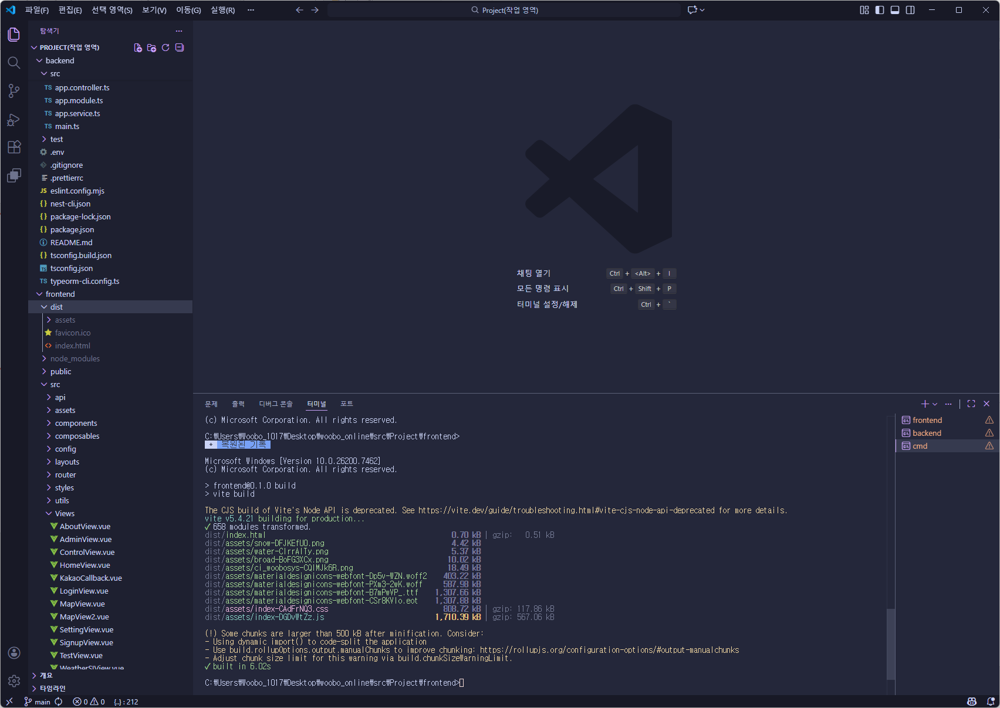 파일(F) 편집(E) 선택 영역(S) 보기(V) 이동(G) 실행(R) ··· Project(작업 영역)
탐색기
PROJECT(작업 영역)
backend
src
TS app.controller.ts
TS app.module.ts
TS app.service.ts
TS main.ts
test
.env
.gitignore
.prettierrc
JS eslint.config.mjs
{} nest-cli.json
{} package-lock.json
{} package.json
README.md
{} tsconfig.build.json
TS tsconfig.json
TS typeorm-cli.config.ts
frontend
dist
assets
favicon.ico
<> index.html
node_modules
public
src
api
assets
components
composables
config
layouts
router
styles
utils
Views
AboutView.vue
AdminView.vue
ControlView.vue
HomeView.vue
KakaoCallback.vue
LoginView.vue
MapView.vue
MapView2.vue
SettingView.vue
SignupView.vue
TestView.vue
WeatherSIView.vue
개요
타임라인
채팅 열기 Ctrl + <Alt> + I
모든 명령 표시 Ctrl + Shift + P
터미널 설정/해제 Ctrl + `
문제 출력 디버그 콘솔 터미널 포트
(c) Microsoft Corporation. All rights reserved.
C:₩Users₩Woobo_1017₩Desktop₩woobo_online₩src₩Project₩frontend>
* 복원된 기록
Microsoft Windows [Version 10.0.26200.7462]
(c) Microsoft Corporation. All rights reserved.
> frontend@0.1.0 build
> vite build
The CJS build of Vite's Node API is deprecated. See https://vite.dev/guide/troubleshooting.html#vite-cjs-node-api-deprecated for more details.
vite v5.4.21 building for production...
✓ 658 modules transformed.
dist/index.html 0.70 kB | gzip: 0.51 kB
dist/assets/snow-DFJKEfUO.png 4.42 kB
dist/assets/water-CIrrAITy.png 5.37 kB
dist/assets/broad-BoFG3XCx.png 10.02 kB
dist/assets/ci_woobosys-CQIMJk6R.png 18.49 kB
dist/assets/materialdesignicons-webfont-Dp5v-WZN.woff2 403.22 kB
dist/assets/materialdesignicons-webfont-PXm3-2wK.woff 587.98 kB
dist/assets/materialdesignicons-webfont-B7mPwVP_.ttf 1,307.66 kB
dist/assets/materialdesignicons-webfont-CSr8KVlo.eot 1,307.88 kB
dist/assets/index-CAdFrNQ3.css 808.72 kB | gzip: 117.86 kB
dist/assets/index-DGDvWtZz.js 1,710.39 kB | gzip: 567.06 kB
(!) Some chunks are larger than 500 kB after minification. Consider:
- Using dynamic import() to code-split the application
- Use build.rollupOptions.output.manualChunks to improve chunking: https://rollupjs.org/configuration-options/#output-manualchunks
- Adjust chunk size limit for this warning via build.chunkSizeWarningLimit.
✓ built in 6.02s
C:₩Users₩Woobo_1017₩Desktop₩woobo_online₩src₩Project₩frontend>
frontend
backend
cmd
main 0 0 {..} : 212